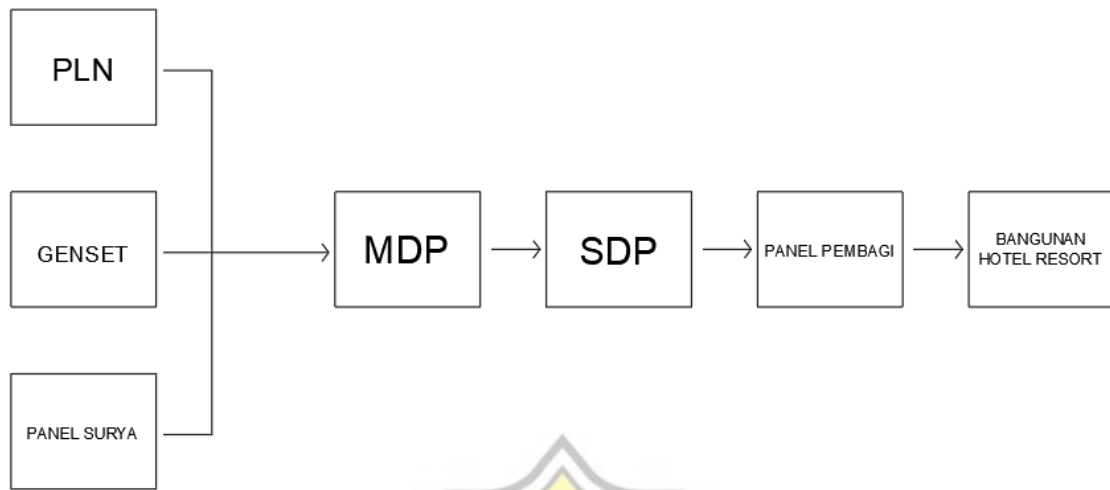 PLN
GENSET
MDP
SDP
PANEL PEMBAGI
BANGUNAN
HOTEL RESORT
PANEL SURYA